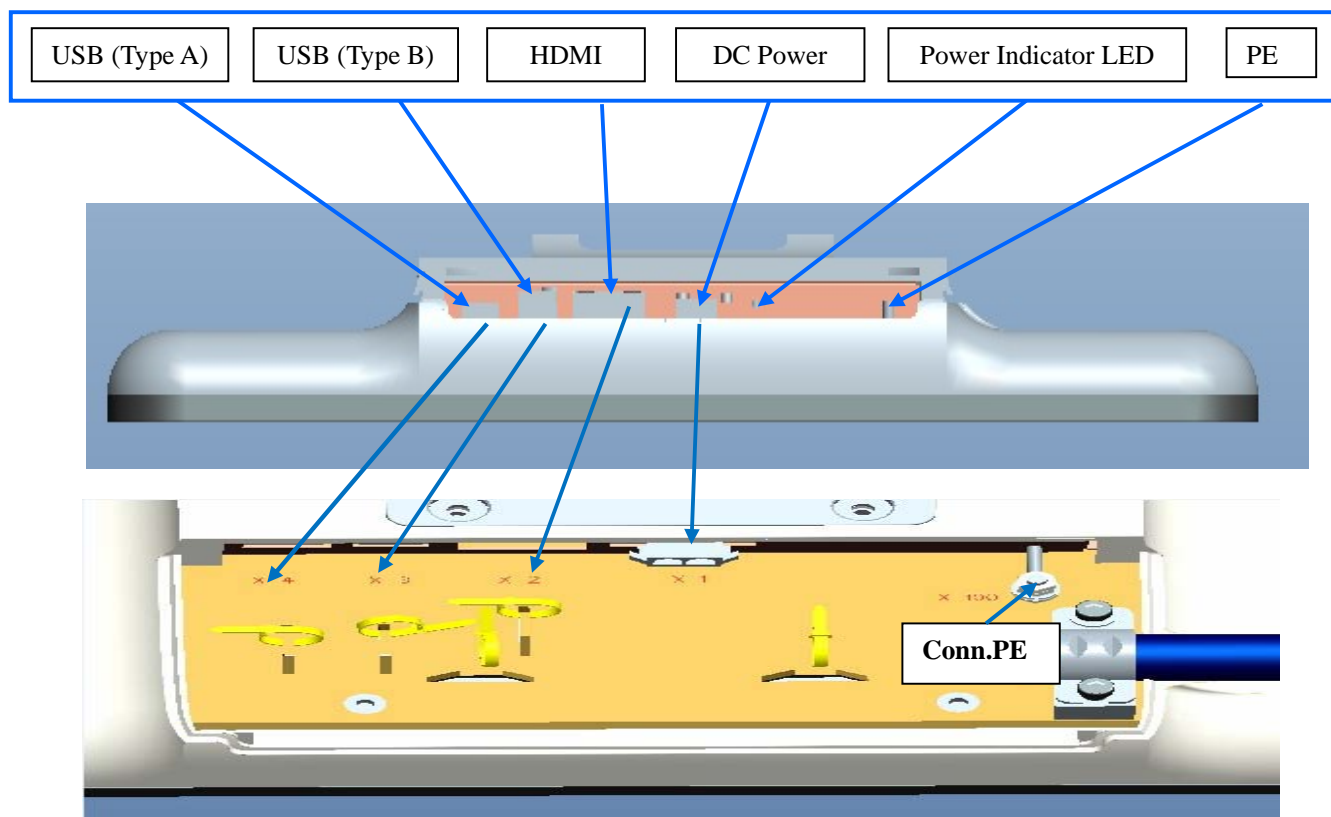 USB (Type A) USB (Type B) HDMI DC Power Power Indicator LED PE
X 4 X 3 X 2 X 1
X 100
Conn.PE